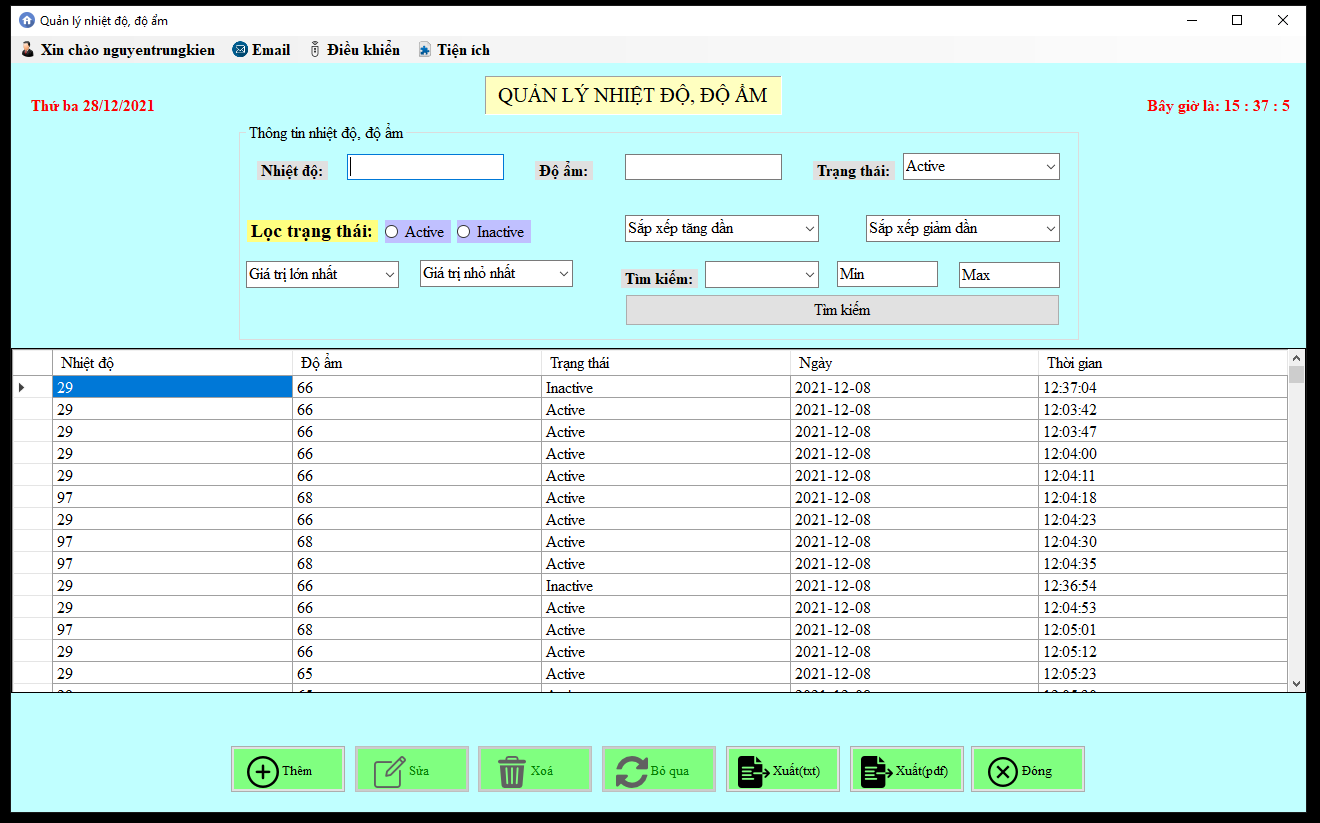 Quản lý nhiệt độ, độ ẩm
Xin chào nguyentrungkien Email Điều khiển Tiện ích
QUẢN LÝ NHIỆT ĐỘ, ĐỘ ẨM
Thứ ba 28/12/2021 Bây giờ là: 15 : 37 : 5
Thông tin nhiệt độ, độ ẩm
Nhiệt độ: Độ ẩm: Trạng thái: Active
Lọc trạng thái: Active Inactive Sắp xếp tăng dần Sắp xếp giảm dần
Giá trị lớn nhất Giá trị nhỏ nhất Tìm kiếm: Min Max
Tìm kiếm
Nhiệt độ Độ ẩm Trạng thái Ngày Thời gian
29 66 Inactive 2021-12-08 12:37:04
29 66 Active 2021-12-08 12:03:42
29 66 Active 2021-12-08 12:03:47
29 66 Active 2021-12-08 12:04:00
29 66 Active 2021-12-08 12:04:11
97 68 Active 2021-12-08 12:04:18
29 66 Active 2021-12-08 12:04:23
97 68 Active 2021-12-08 12:04:30
97 68 Active 2021-12-08 12:04:35
29 66 Inactive 2021-12-08 12:36:54
29 66 Active 2021-12-08 12:04:53
97 68 Active 2021-12-08 12:05:01
29 66 Active 2021-12-08 12:05:12
29 65 Active 2021-12-08 12:05:23
Thêm Sửa Xoá Bỏ qua Xuất(txt) Xuất(pdf) Đóng